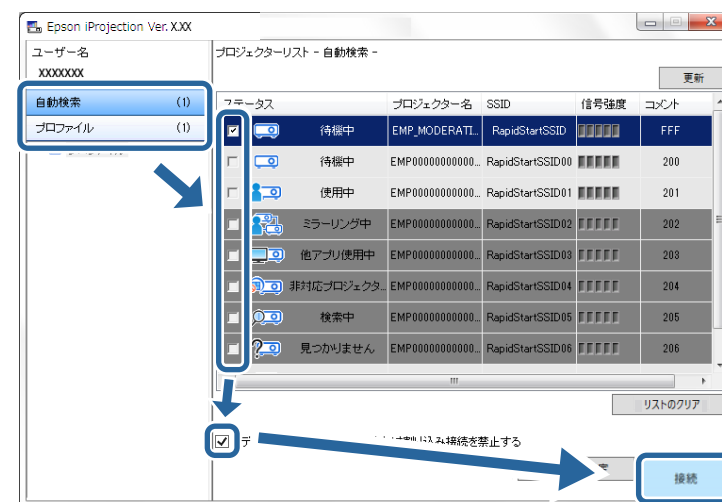 Epson iProjection Ver. X.XX
ユーザー名
XXXXXXX
自動検索 (1)
プロファイル (1)
プロジェクターリスト - 自動検索 -
更新
ステータス プロジェクター名 SSID 信号強度 コメント
待機中 EMP_MODERATI... RapidStartSSID FFF
待機中 EMP00000000000... RapidStartSSID00 200
使用中 EMP00000000000... RapidStartSSID01 201
ミラーリング中 EMP00000000000... RapidStartSSID02 202
他アプリ使用中 EMP00000000000... RapidStartSSID03 203
非対応プロジェクタ... EMP00000000000... RapidStartSSID04 204
検索中 EMP00000000000... RapidStartSSID05 205
見つかりません EMP00000000000... RapidStartSSID06 206
リストのクリア
デ 割り込み接続を禁止する
接続